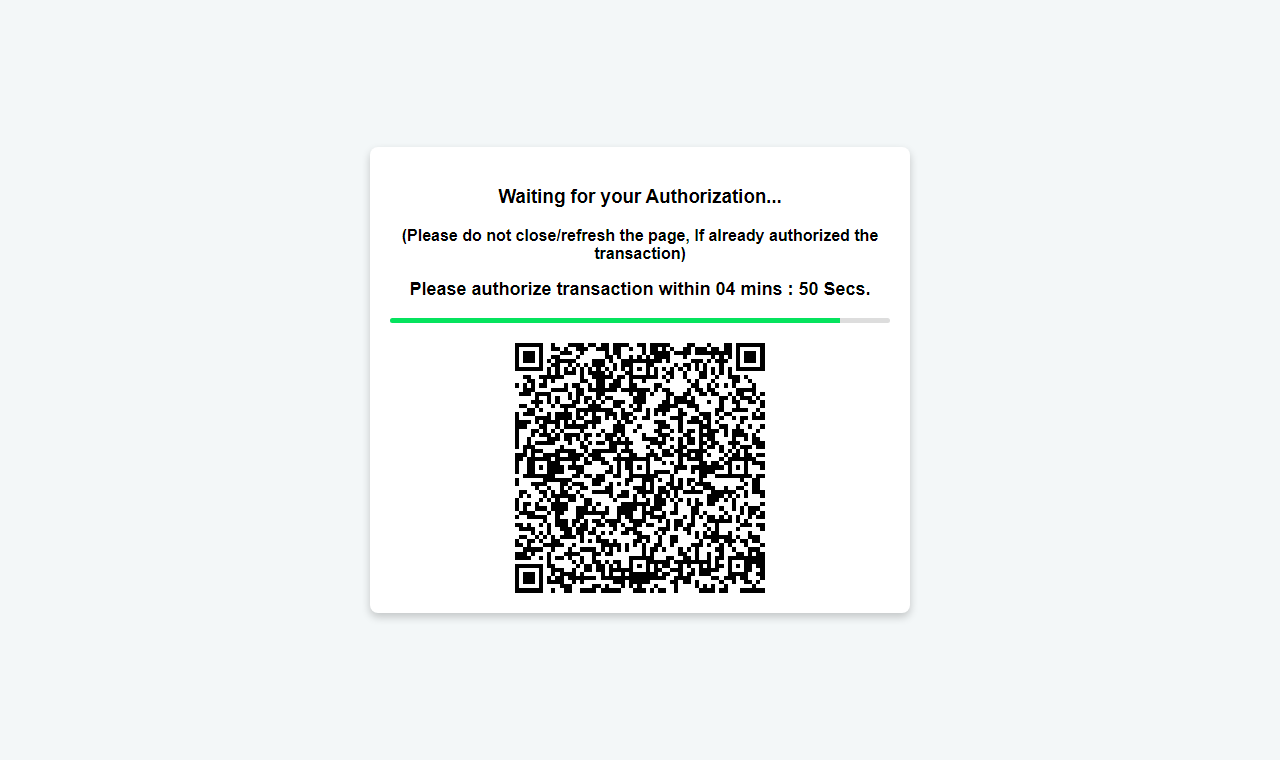 Waiting for your Authorization...
(Please do not close/refresh the page, If already authorized the
transaction)
Please authorize transaction within 04 mins : 50 Secs.